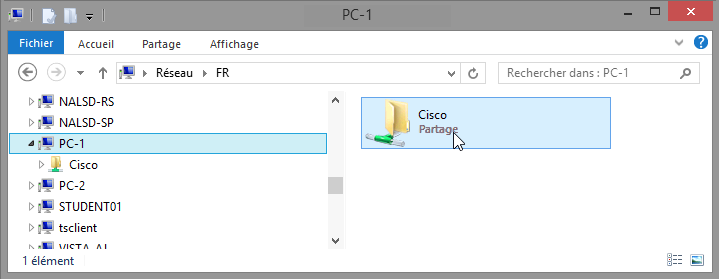 PC-1
Fichier Accueil Partage Affichage
Réseau FR Rechercher dans : PC-1
NALSD-RS
NALSD-SP
PC-1
Cisco
PC-2
STUDENT01
tsclient
Cisco
Partage
1 élément